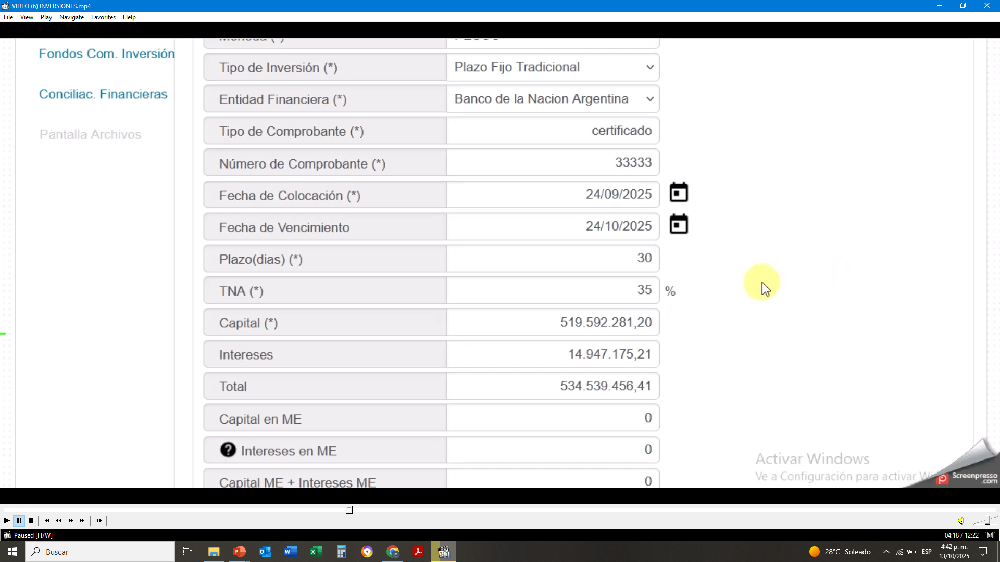 VIDEO (6) INVERSIONES.mp4
File View Play Navigate Favorites Help
Fondos Com. Inversión
Conciliac. Financieras
Pantalla Archivos
Tipo de Inversión (*) Plazo Fijo Tradicional
Entidad Financiera (*) Banco de la Nacion Argentina
Tipo de Comprobante (*) certificado
Número de Comprobante (*) 33333
Fecha de Colocación (*) 24/09/2025
Fecha de Vencimiento 24/10/2025
Plazo(dias) (*) 30
TNA (*) 35 %
Capital (*) 519.592.281,20
Intereses 14.947.175,21
Total 534.539.456,41
Capital en ME 0
Intereses en ME 0
Capital ME + Intereses ME 0
Activar Windows
Ve a Configuración para activar
Screenpresso
.com
Paused [H/W] 04:18 / 12:22
Buscar
28°C Soleado
ESP
4:42 p. m.
13/10/2025